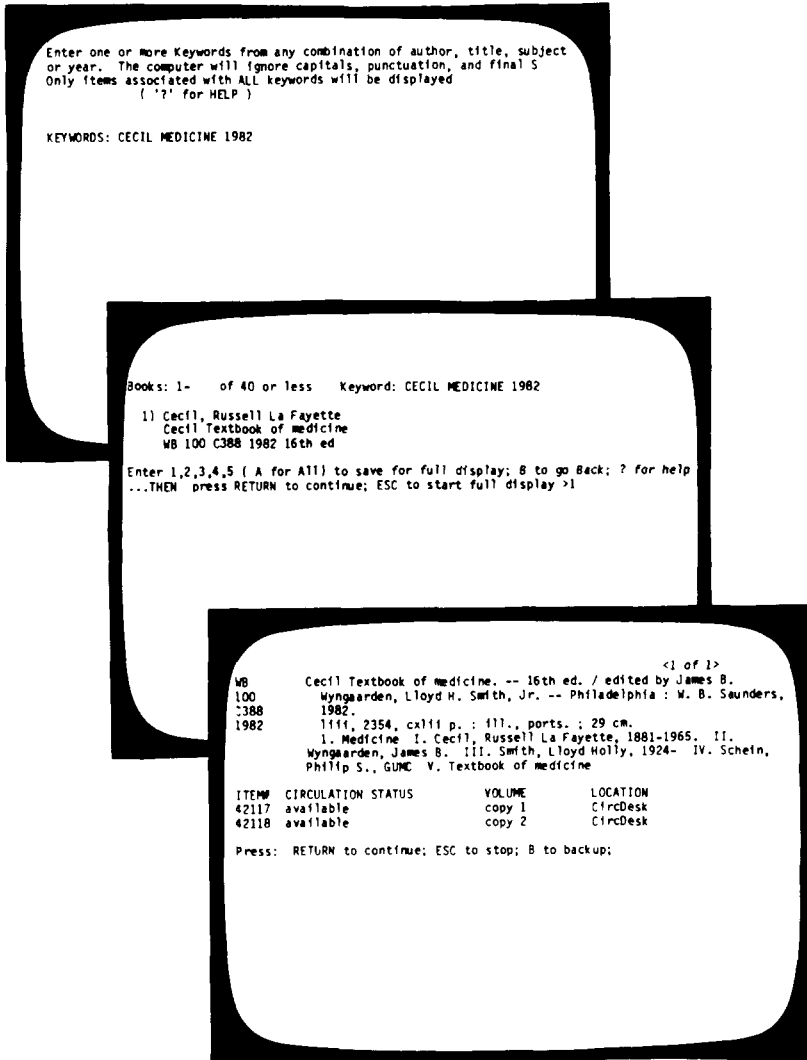 Enter one or more Keywords from any combination of author, title, subject
or year. The computer will ignore capitals, punctuation, and final S
Only items associated with ALL keywords will be displayed
( '?' for HELP )
KEYWORDS: CECIL MEDICINE 1982
Books: 1- of 40 or less Keyword: CECIL MEDICINE 1982
1) Cecil, Russell La Fayette
Cecil Textbook of medicine
WB 100 C388 1982 16th ed
Enter 1,2,3,4,5 ( A for All) to save for full display; B to go Back; ? for help
...THEN press RETURN to continue; ESC to start full display >1
<1 of 1>
WB Cecil Textbook of medicine. -- 16th ed. / edited by James B.
100 Wyngaarden, Lloyd H. Smith, Jr. -- Philadelphia : W. B. Saunders,
C388 1982.
1982 liii, 2354, cxlii p. : ill., ports. ; 29 cm.
1. Medicine I. Cecil, Russell La Fayette, 1881-1965. II.
Wyngaarden, James B. III. Smith, Lloyd Holly, 1924- IV. Schein,
Philip S., GUMC V. Textbook of medicine
ITEM# CIRCULATION STATUS VOLUME LOCATION
42117 available copy 1 CircDesk
42118 available copy 2 CircDesk
Press: RETURN to continue; ESC to stop; B to backup;